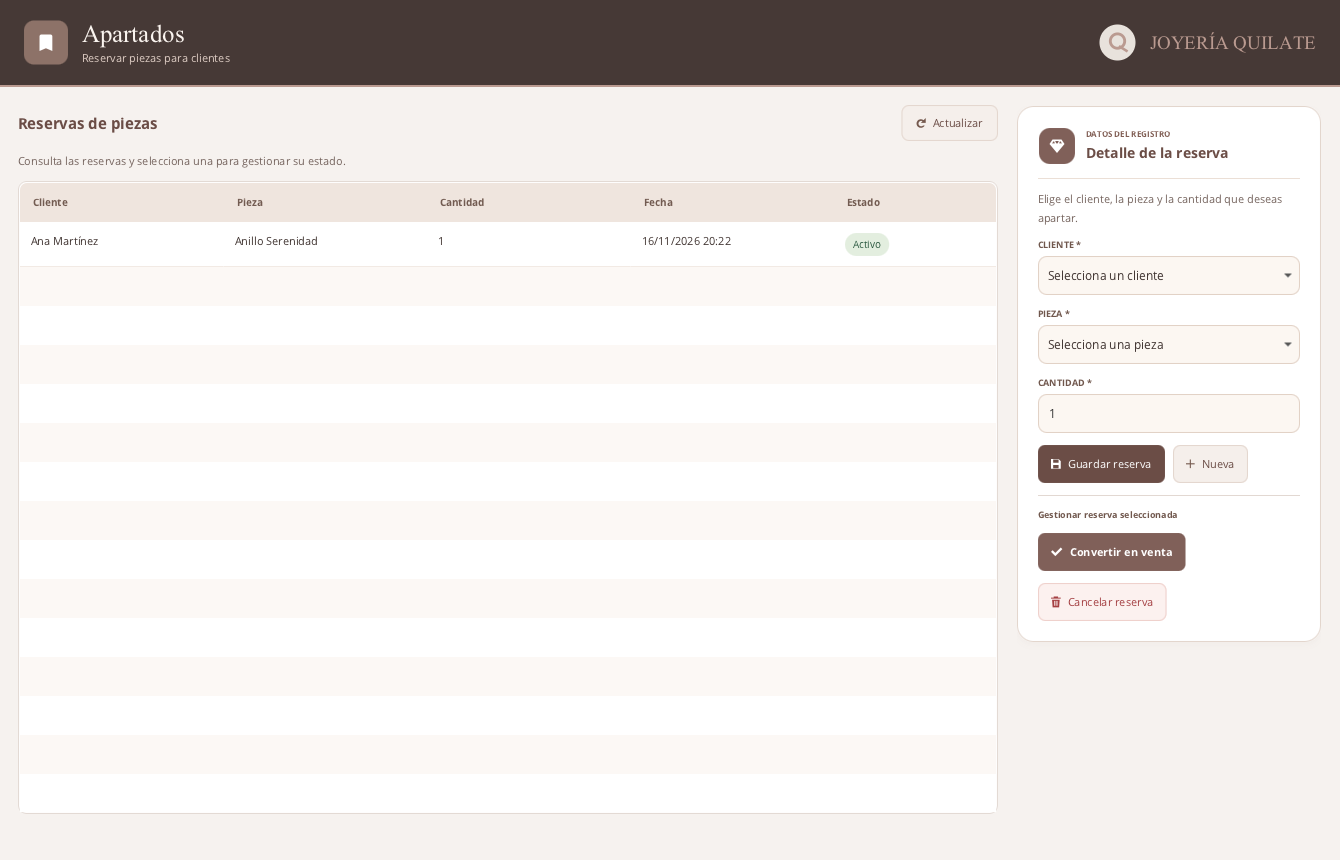 Apartados
Reservar piezas para clientes
JOYERÍA QUILATE
Reservas de piezas
Actualizar
Consulta las reservas y selecciona una para gestionar su estado.
Cliente Pieza Cantidad Fecha Estado
Ana Martínez Anillo Serenidad 1 16/11/2026 20:22 Activo
DATOS DEL REGISTRO
Detalle de la reserva
Elige el cliente, la pieza y la cantidad que deseas
apartar.
CLIENTE *
Selecciona un cliente
PIEZA *
Selecciona una pieza
CANTIDAD *
1
Guardar reserva Nueva
Gestionar reserva seleccionada
Convertir en venta
Cancelar reserva